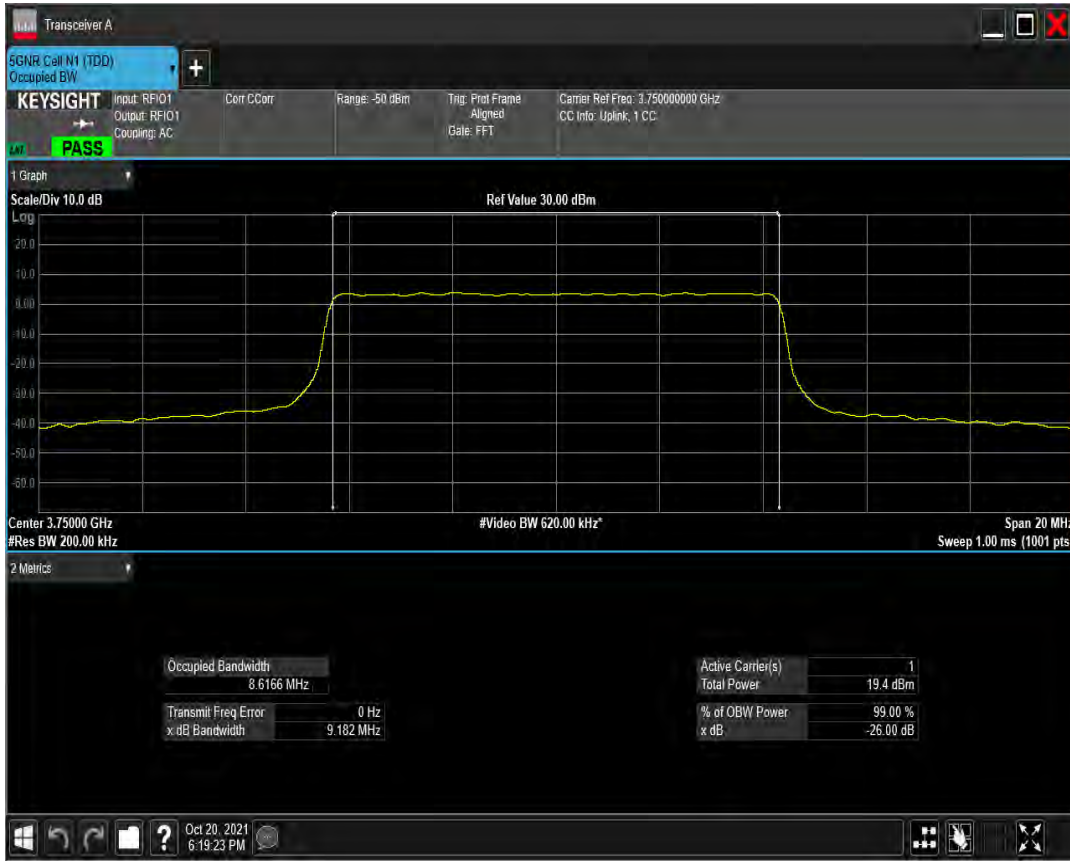 Transceiver A
5GNR Cell N1 (TDD)
Occupied BW
+
KEYSIGHT
Input: RFIO1
Output: RFIO1
Coupling: AC
Corr CCorr
Range: -50 dBm
Trig: Prot Frame
Aligned
Gate: FFT
Carrier Ref Freq: 3.750000000 GHz
CC Info: Uplink, 1 CC
PASS
1 Graph
Scale/Div 10.0 dB
Ref Value 30.00 dBm
Log
20.0
10.0
0.00
-10.0
-20.0
-30.0
-40.0
-50.0
-60.0
Center 3.75000 GHz
#Video BW 620.00 kHz*
Span 20 MHz
#Res BW 200.00 kHz
Sweep 1.00 ms (1001 pts
2 Metrics
Occupied Bandwidth
8.6166 MHz
Transmit Freq Error 0 Hz
x dB Bandwidth 9.182 MHz
Active Carrier(s) 1
Total Power 19.4 dBm
% of OBW Power 99.00 %
x dB -26.00 dB
?
Oct 20, 2021
6:19:23 PM